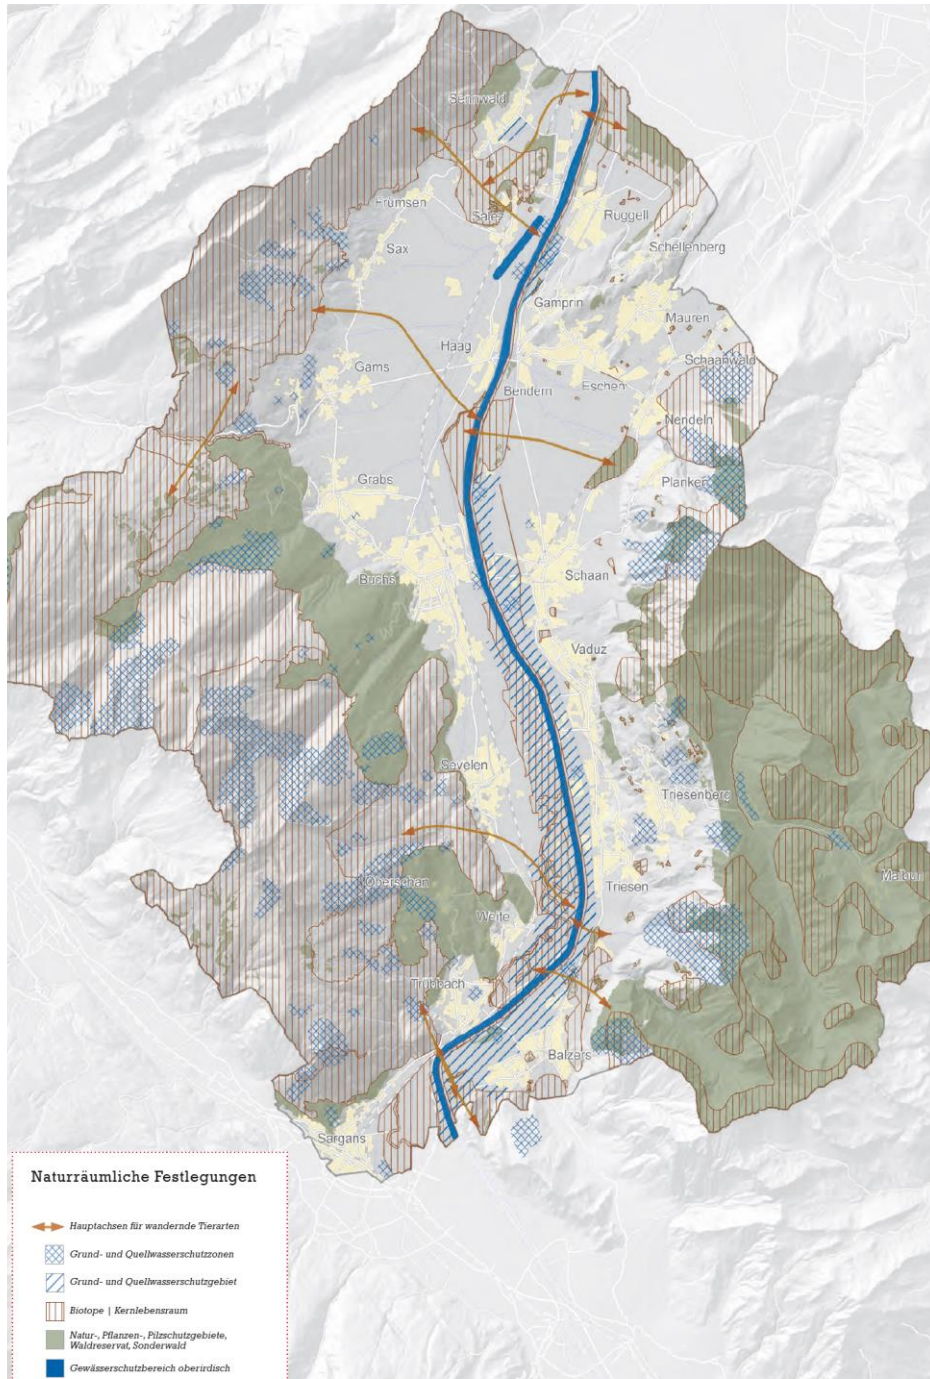 Sennwald
Frümsen
Salez
Ruggell
Sax
Schellenberg
Gamprin
Mauren
Haag
Schaanwald
Gams
Bendern
Eschen
Nendeln
Grabs
Planken
Buchs
Schaan
Vaduz
Sevelen
Triesenberg
Oberschan
Triesen
Malbun
Weite
Trübbach
Balzers
Sargans
Naturräumliche Festlegungen
Hauptachsen für wandernde Tierarten
Grund- und Quellwasserschutzzonen
Grund- und Quellwasserschutzgebiet
Biotope | Kernlebensraum
Natur-, Pflanzen-, Pilzschutzgebiete,
Waldreservat, Sonderwald
Gewässerschutzbereich oberirdisch